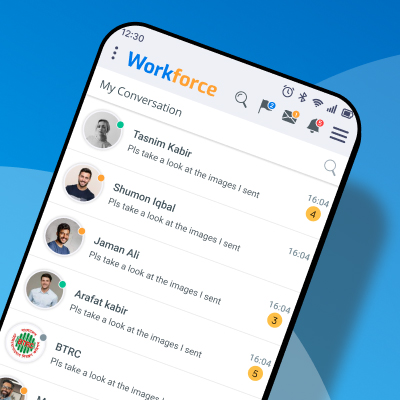 12:30
Workforce
2
1
5
My Conversation
Tasnim Kabir
Pls take a look at the images I sent
16:04
4
Shumon Iqbal
Pls take a look at the images I sent
16:04
Jaman Ali
Pls take a look at the images I sent
16:04
3
Arafat kabir
Pls take a look at the images I sent
16:04
5
BTRC
Pls take a look at the images I